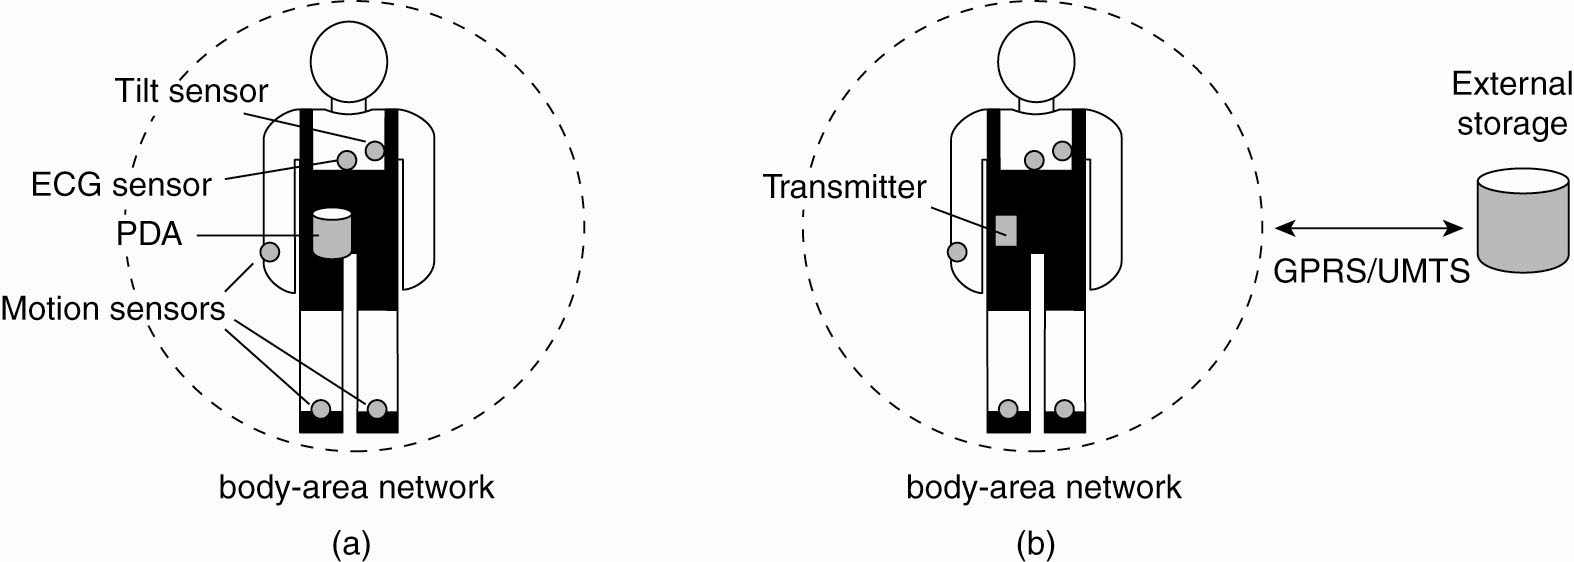 Tilt sensor
ECG sensor
PDA
Motion sensors
body-area network
(a)
Transmitter
External
storage
GPRS/UMTS
body-area network
(b)